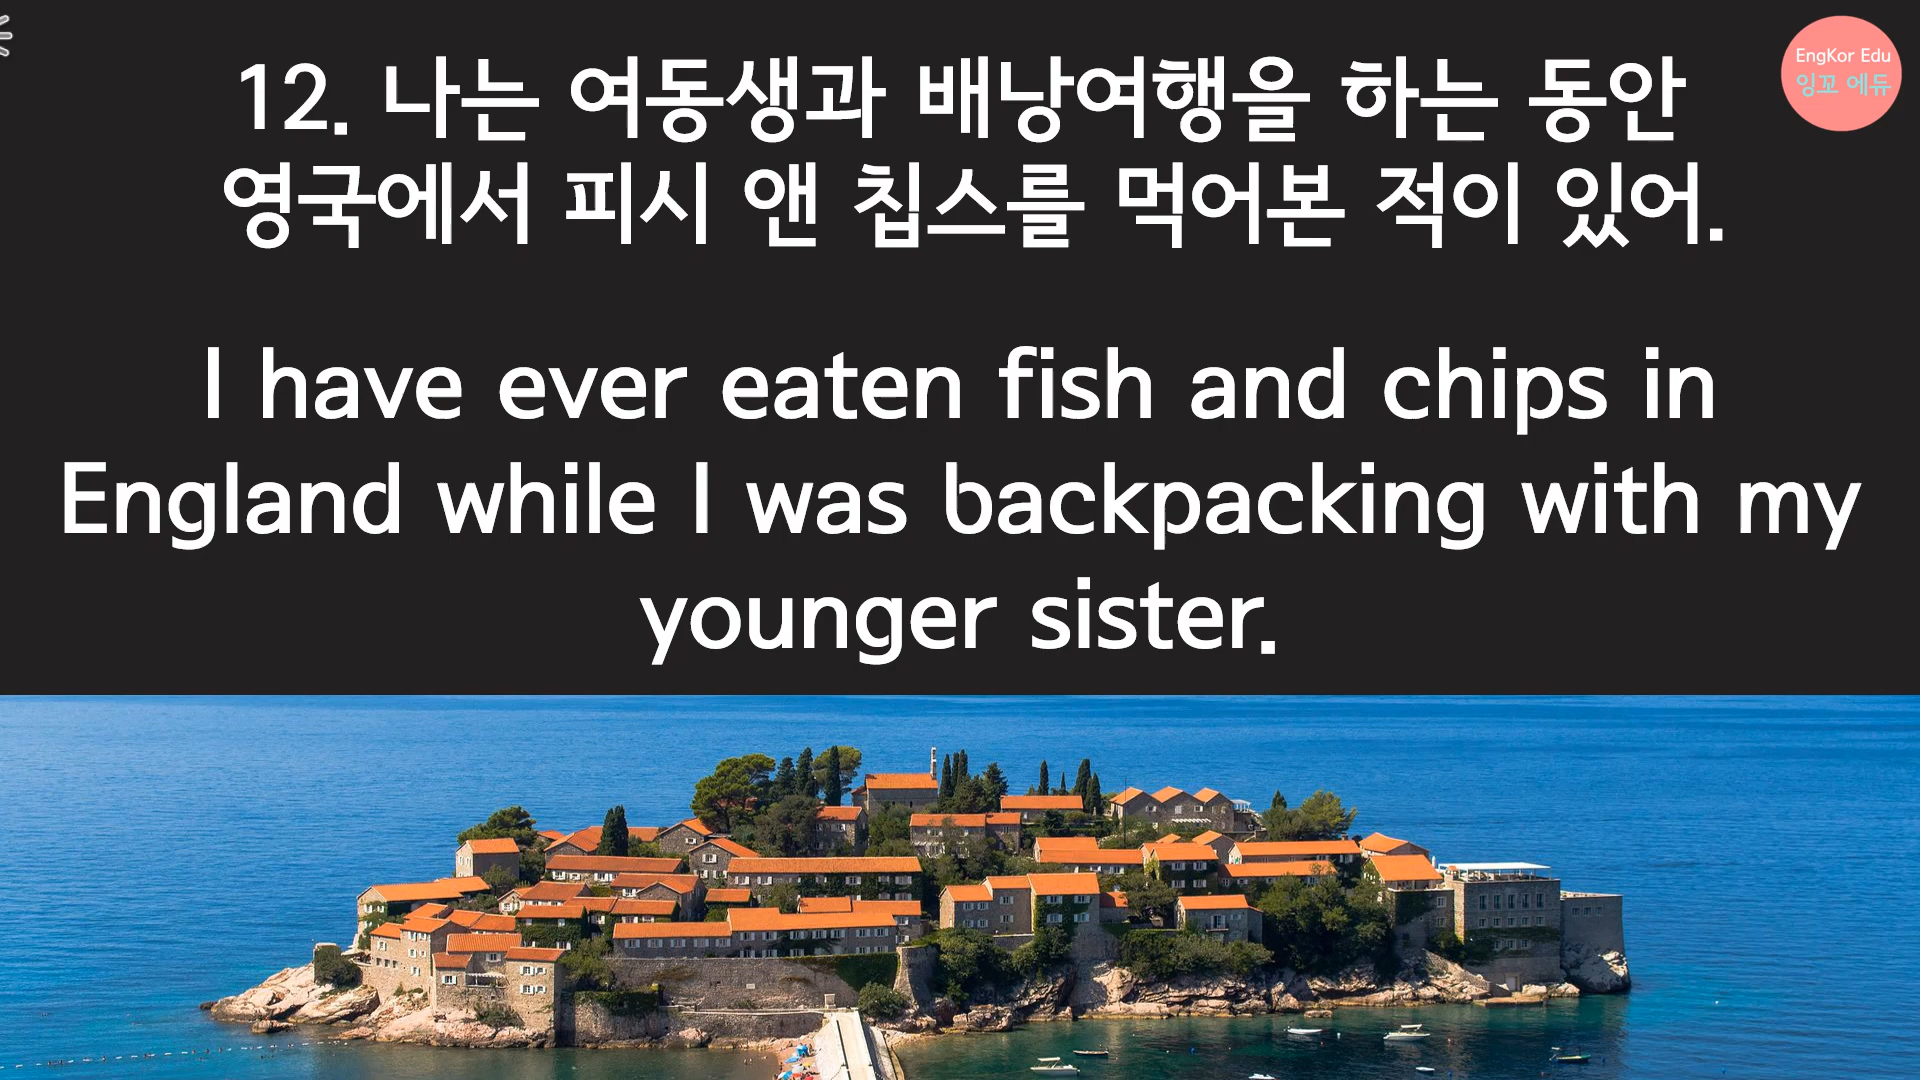 EngKor Edu
잉꼬 에듀
12. 나는 여동생과 배낭여행을 하는 동안
영국에서 피시 앤 칩스를 먹어본 적이 있어.
I have ever eaten fish and chips in
England while I was backpacking with my
younger sister.